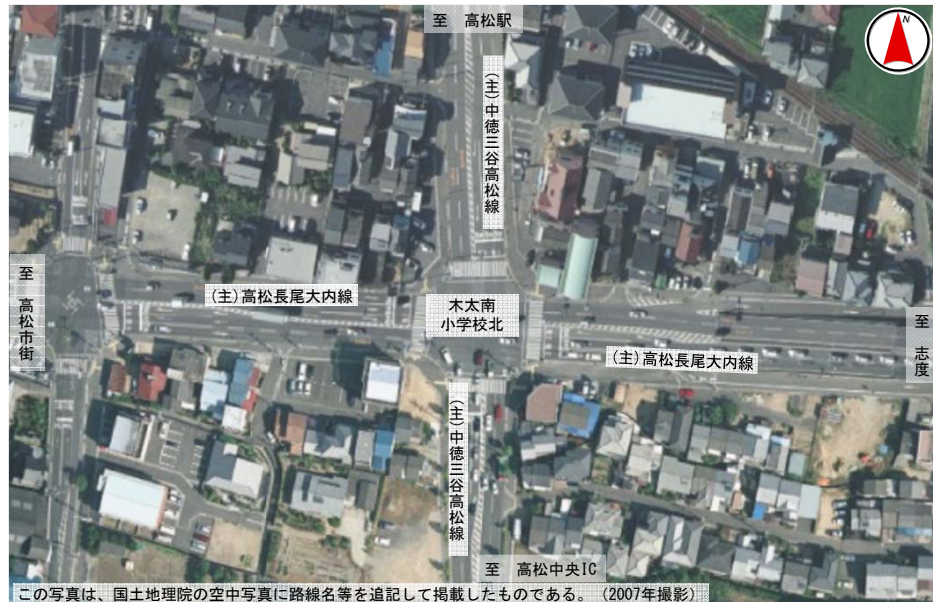 至 高松駅
N
(主)中徳三谷高松線
至 高松市街
(主)高松長尾大内線
木太南
小学校北
至 志度
(主)高松長尾大内線
(主)中徳三谷高松線
至 高松中央IC
この写真は、国土地理院の空中写真に路線名等を追記して掲載したものである。（2007年撮影）